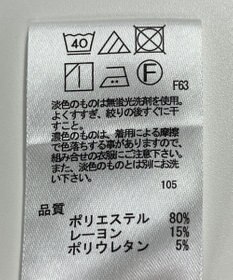 40
F
F63
淡色のものは無蛍光洗剤を使用。
よくすすぎ、絞りの後すぐに干
すこと。
濃色のものは、着用による摩擦
で色落ちする事がありますので、
組み合せの衣服にご注意下さい。
また、淡色のものとは別にお洗
い下さい。
105
品質
ポリエステル 80%
レーヨン 15%
ポリウレタン 5%